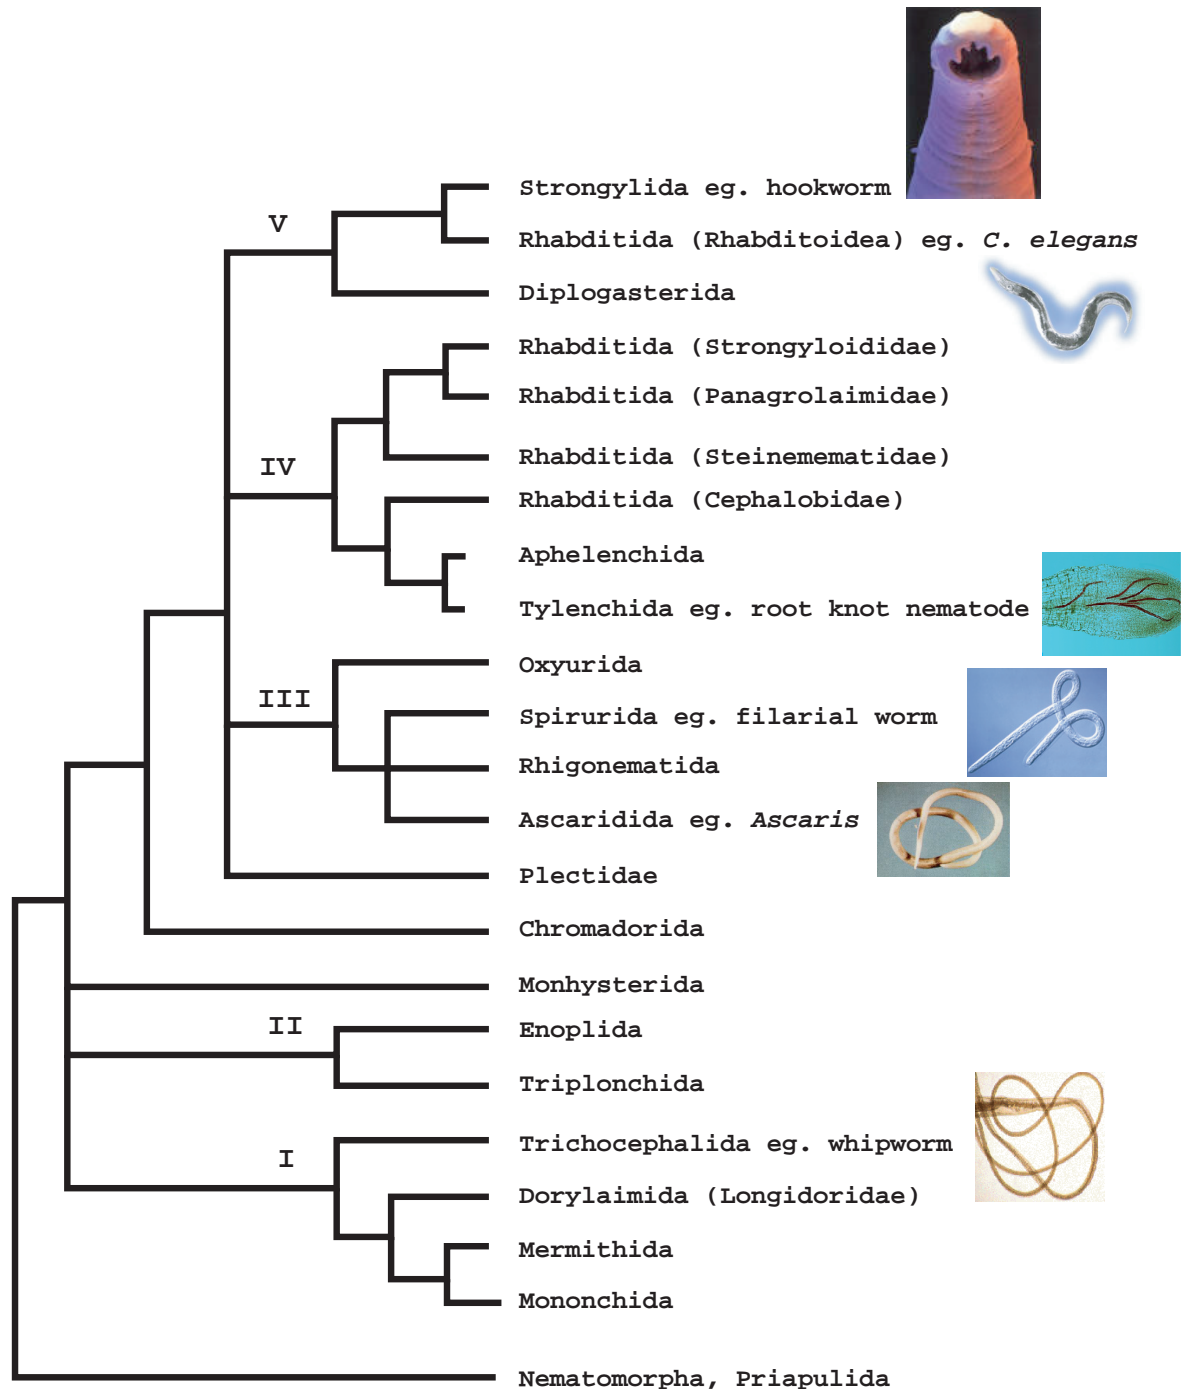 Strongylida eg. hookworm
V
Rhabditida (Rhabditoidea) eg. C. elegans
Diplogasterida
Rhabditida (Strongyloididae)
Rhabditida (Panagrolaimidae)
Rhabditida (Steinemematidae)
IV
Rhabditida (Cephalobidae)
Aphelenchida
Tylenchida eg. root knot nematode
Oxyurida
III
Spirurida eg. filarial worm
Rhigonematida
Ascaridida eg. Ascaris
Plectidae
Chromadorida
Monhysterida
II
Enoplida
Triplonchida
Trichocephalida eg. whipworm
I
Dorylaimida (Longidoridae)
Mermithida
Mononchida
Nematomorpha, Priapulida